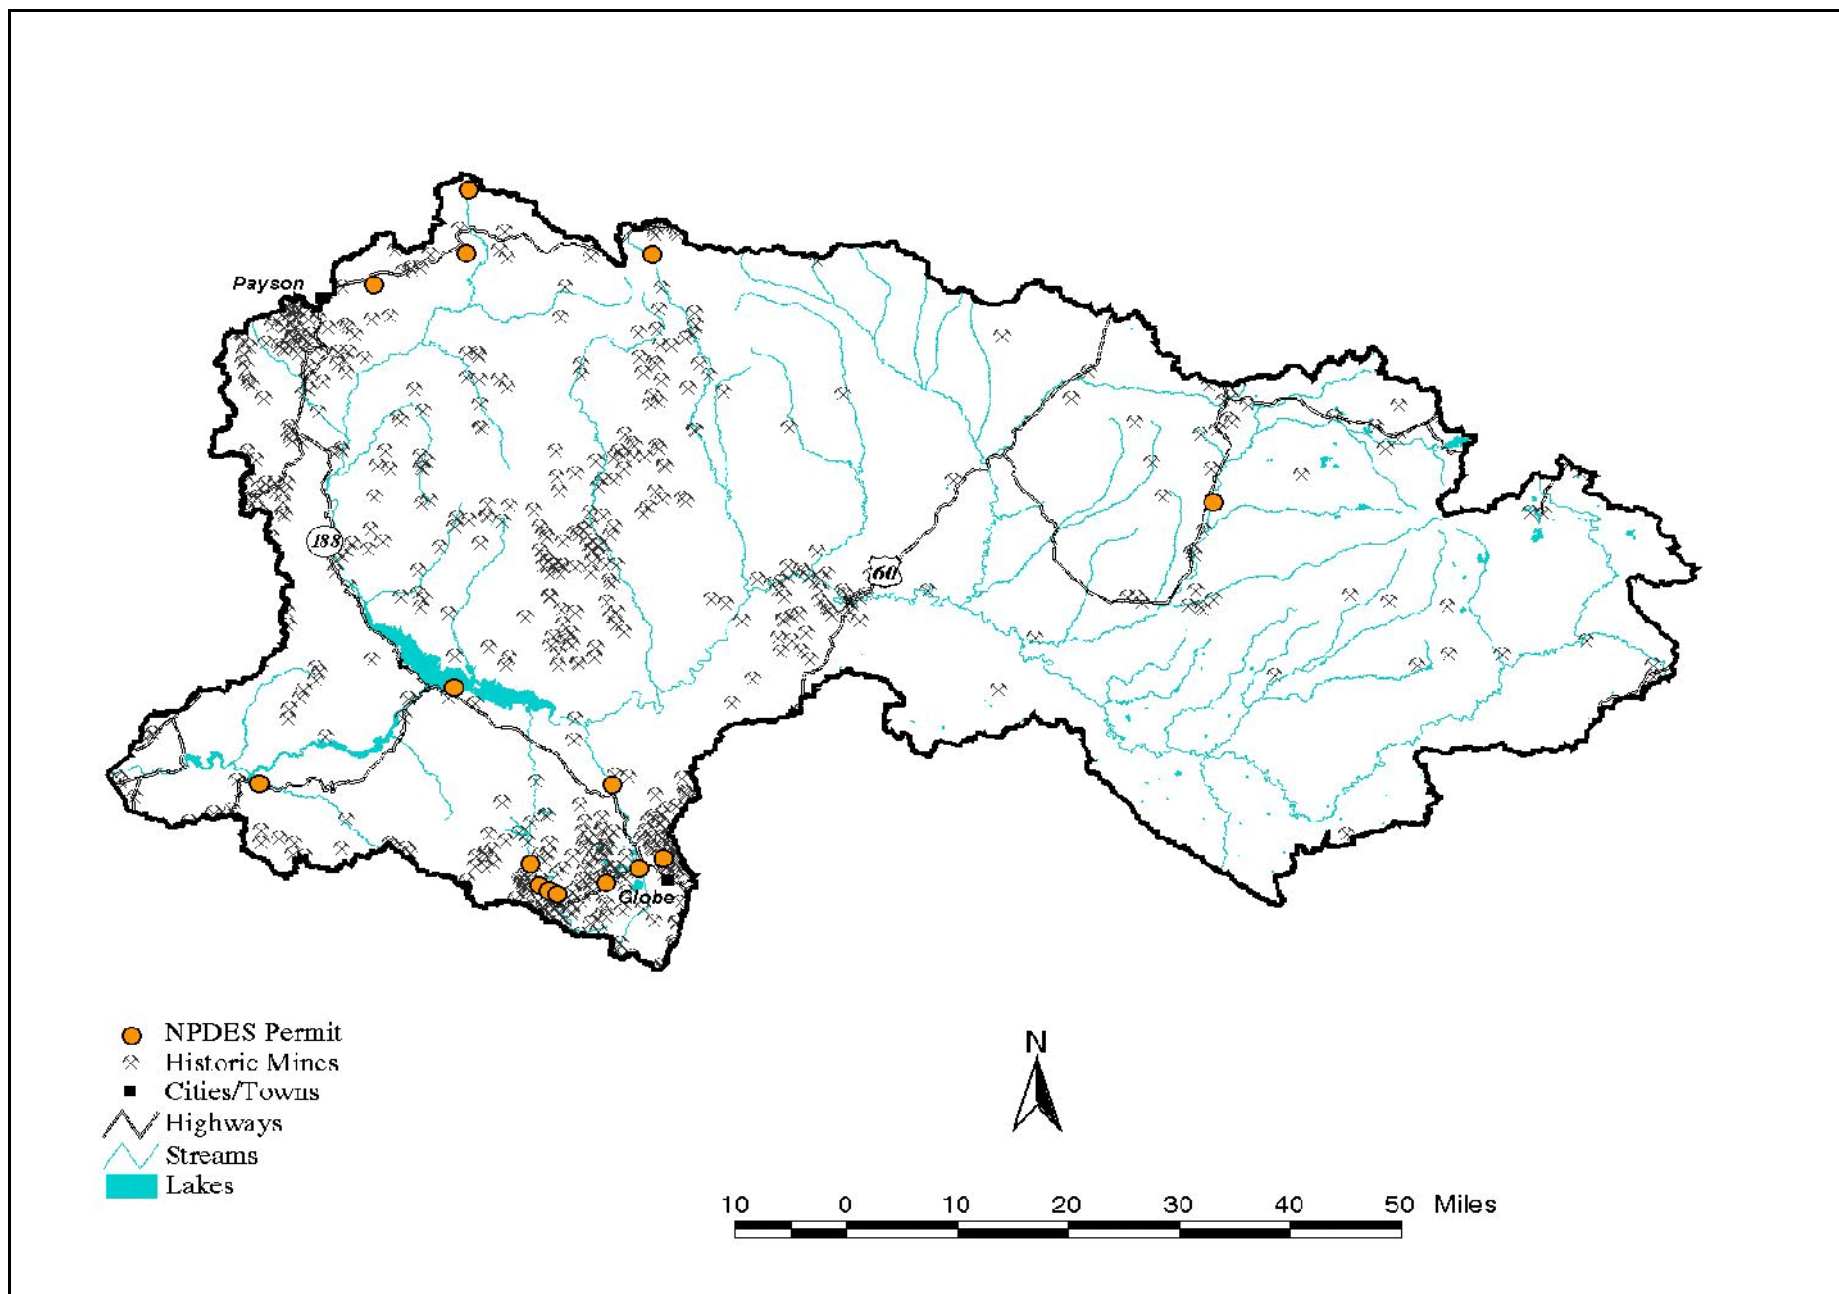 Payson
188
60
Globe
NPDES Permit
Historic Mines
Cities/Towns
Highways
Streams
Lakes
N
10 0 10 20 30 40 50 Miles